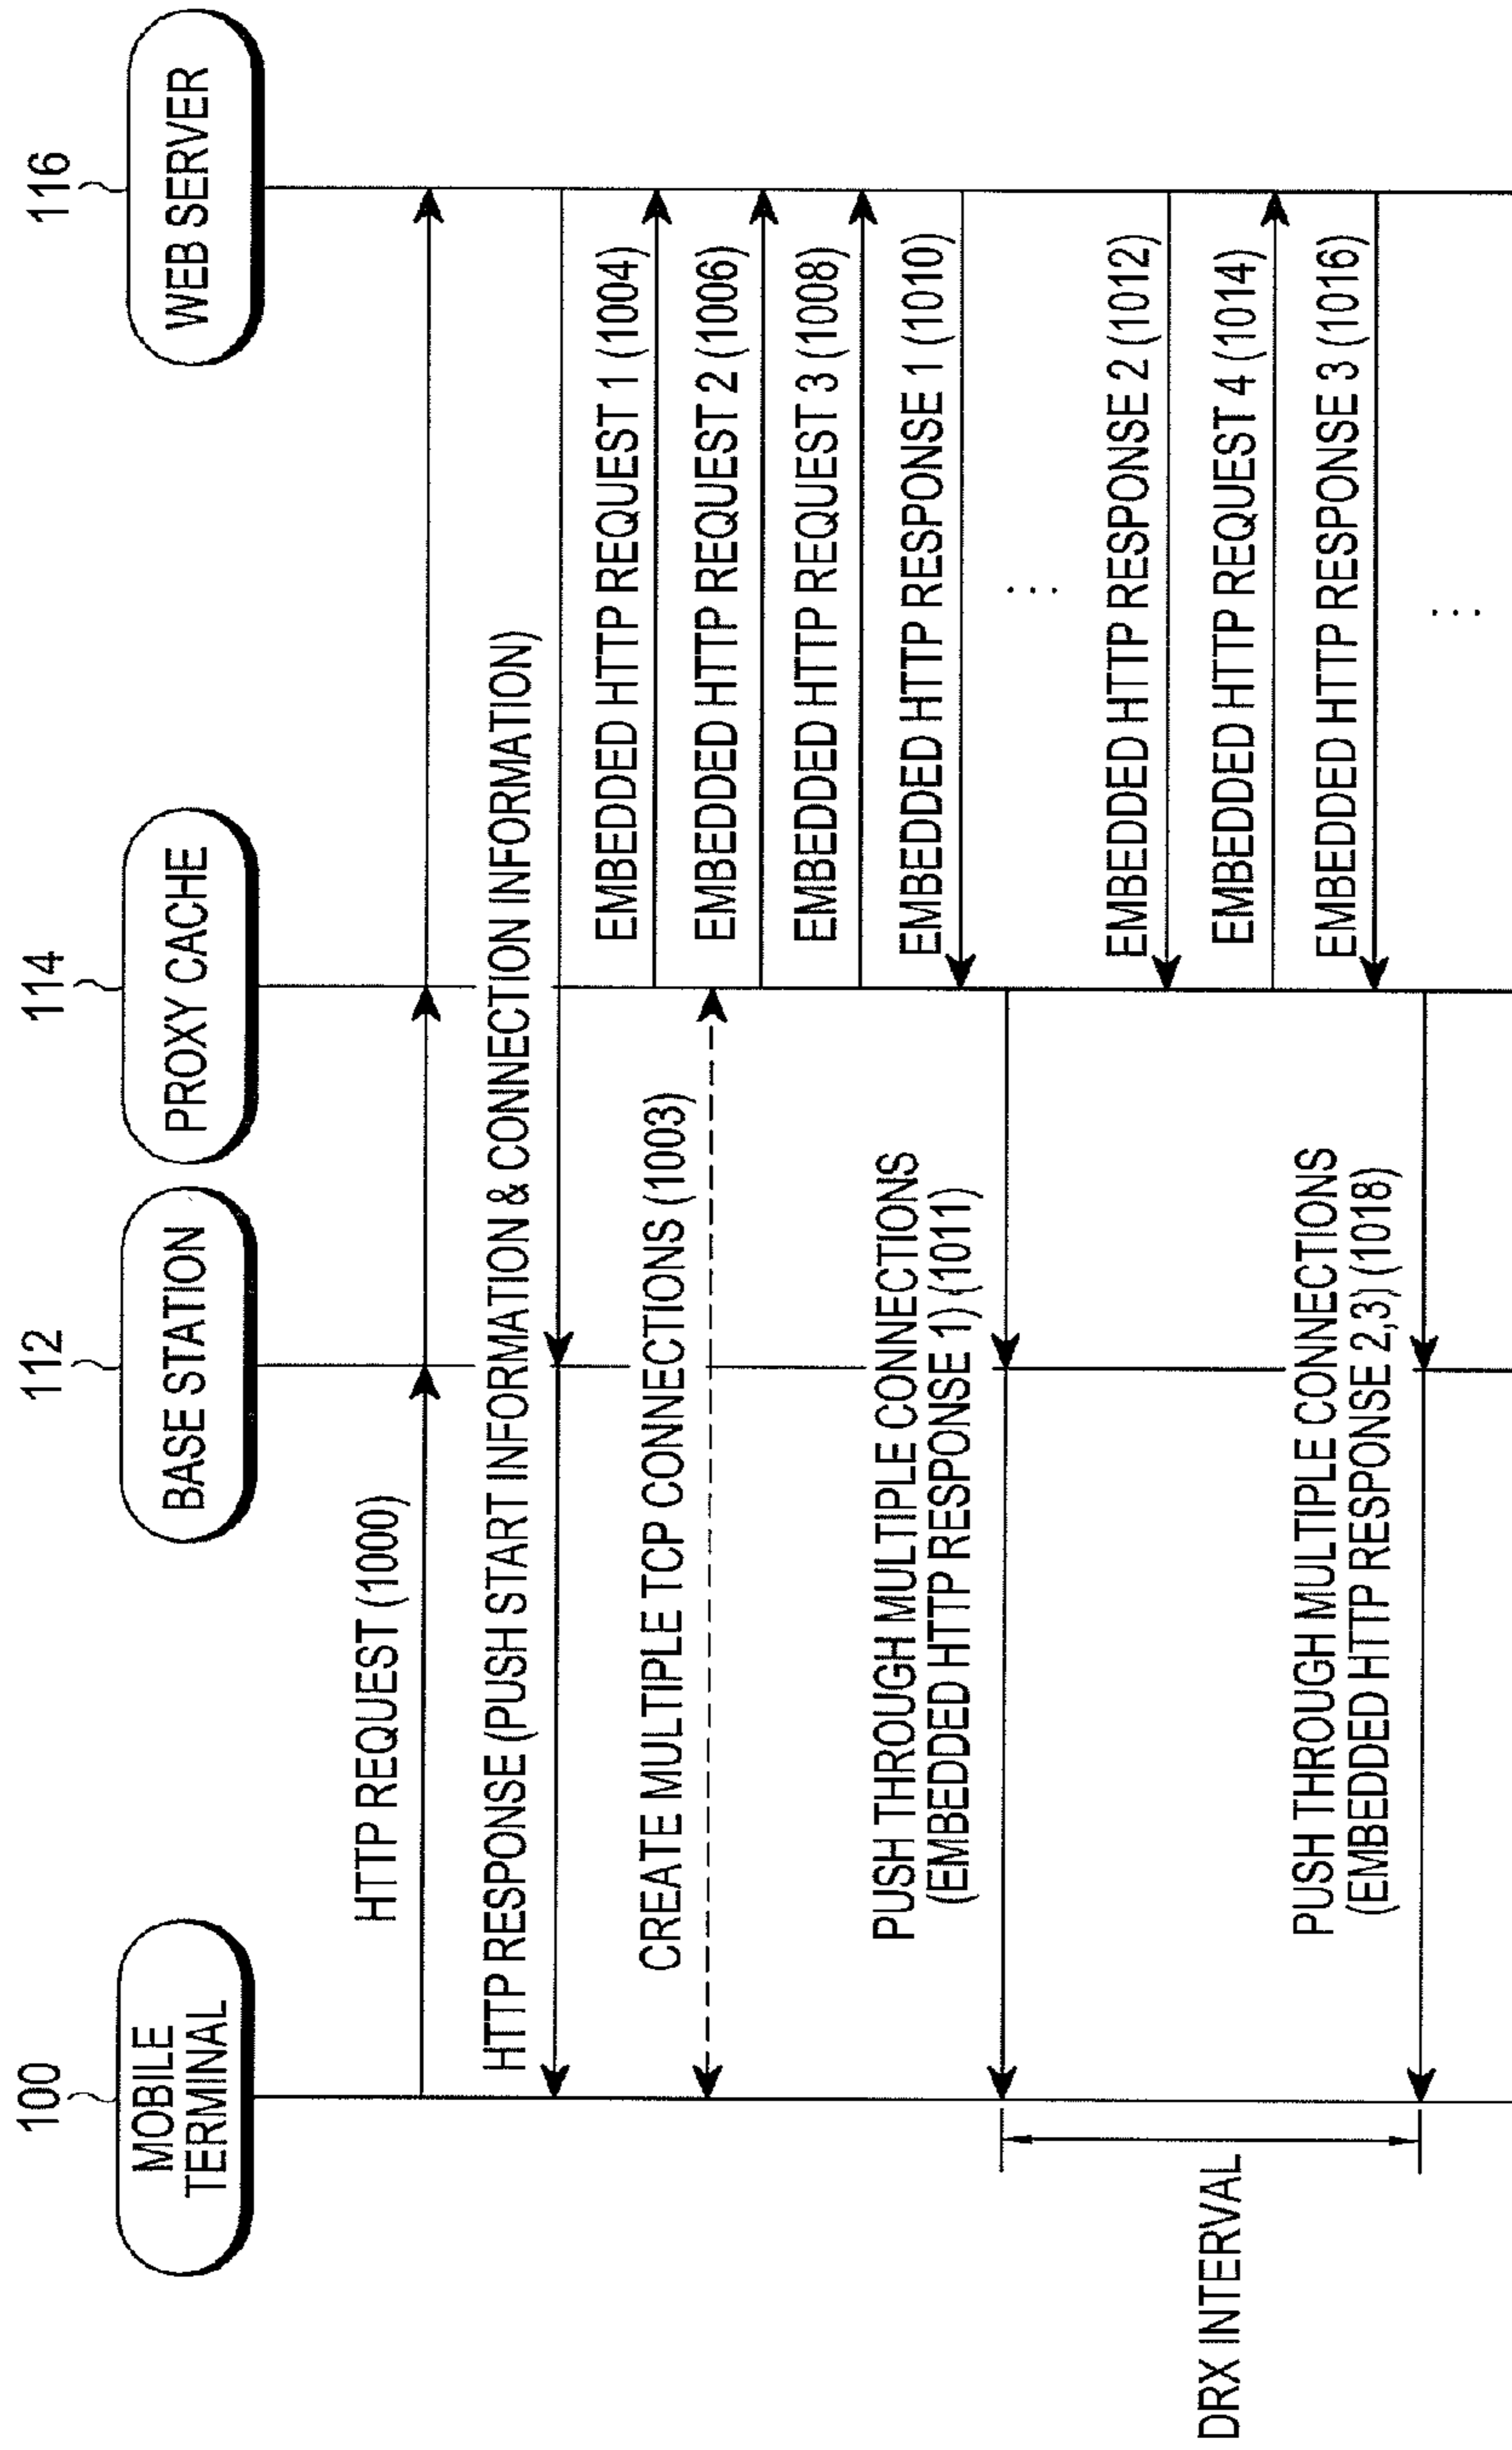 100
MOBILE
TERMINAL
112
BASE STATION
114
PROXY CACHE
116
WEB SERVER
HTTP REQUEST (1000)
HTTP RESPONSE (PUSH START INFORMATION & CONNECTION INFORMATION)
EMBEDDED HTTP REQUEST 1 (1004)
CREATE MULTIPLE TCP CONNECTIONS (1003)
EMBEDDED HTTP REQUEST 2 (1006)
EMBEDDED HTTP REQUEST 3 (1008)
EMBEDDED HTTP RESPONSE 1 (1010)
PUSH THROUGH MULTIPLE CONNECTIONS
(EMBEDDED HTTP RESPONSE 1) (1011)
...
EMBEDDED HTTP RESPONSE 2 (1012)
DRX INTERVAL
EMBEDDED HTTP REQUEST 4 (1014)
EMBEDDED HTTP RESPONSE 3 (1016)
PUSH THROUGH MULTIPLE CONNECTIONS
(EMBEDDED HTTP RESPONSE 2,3) (1018)
...